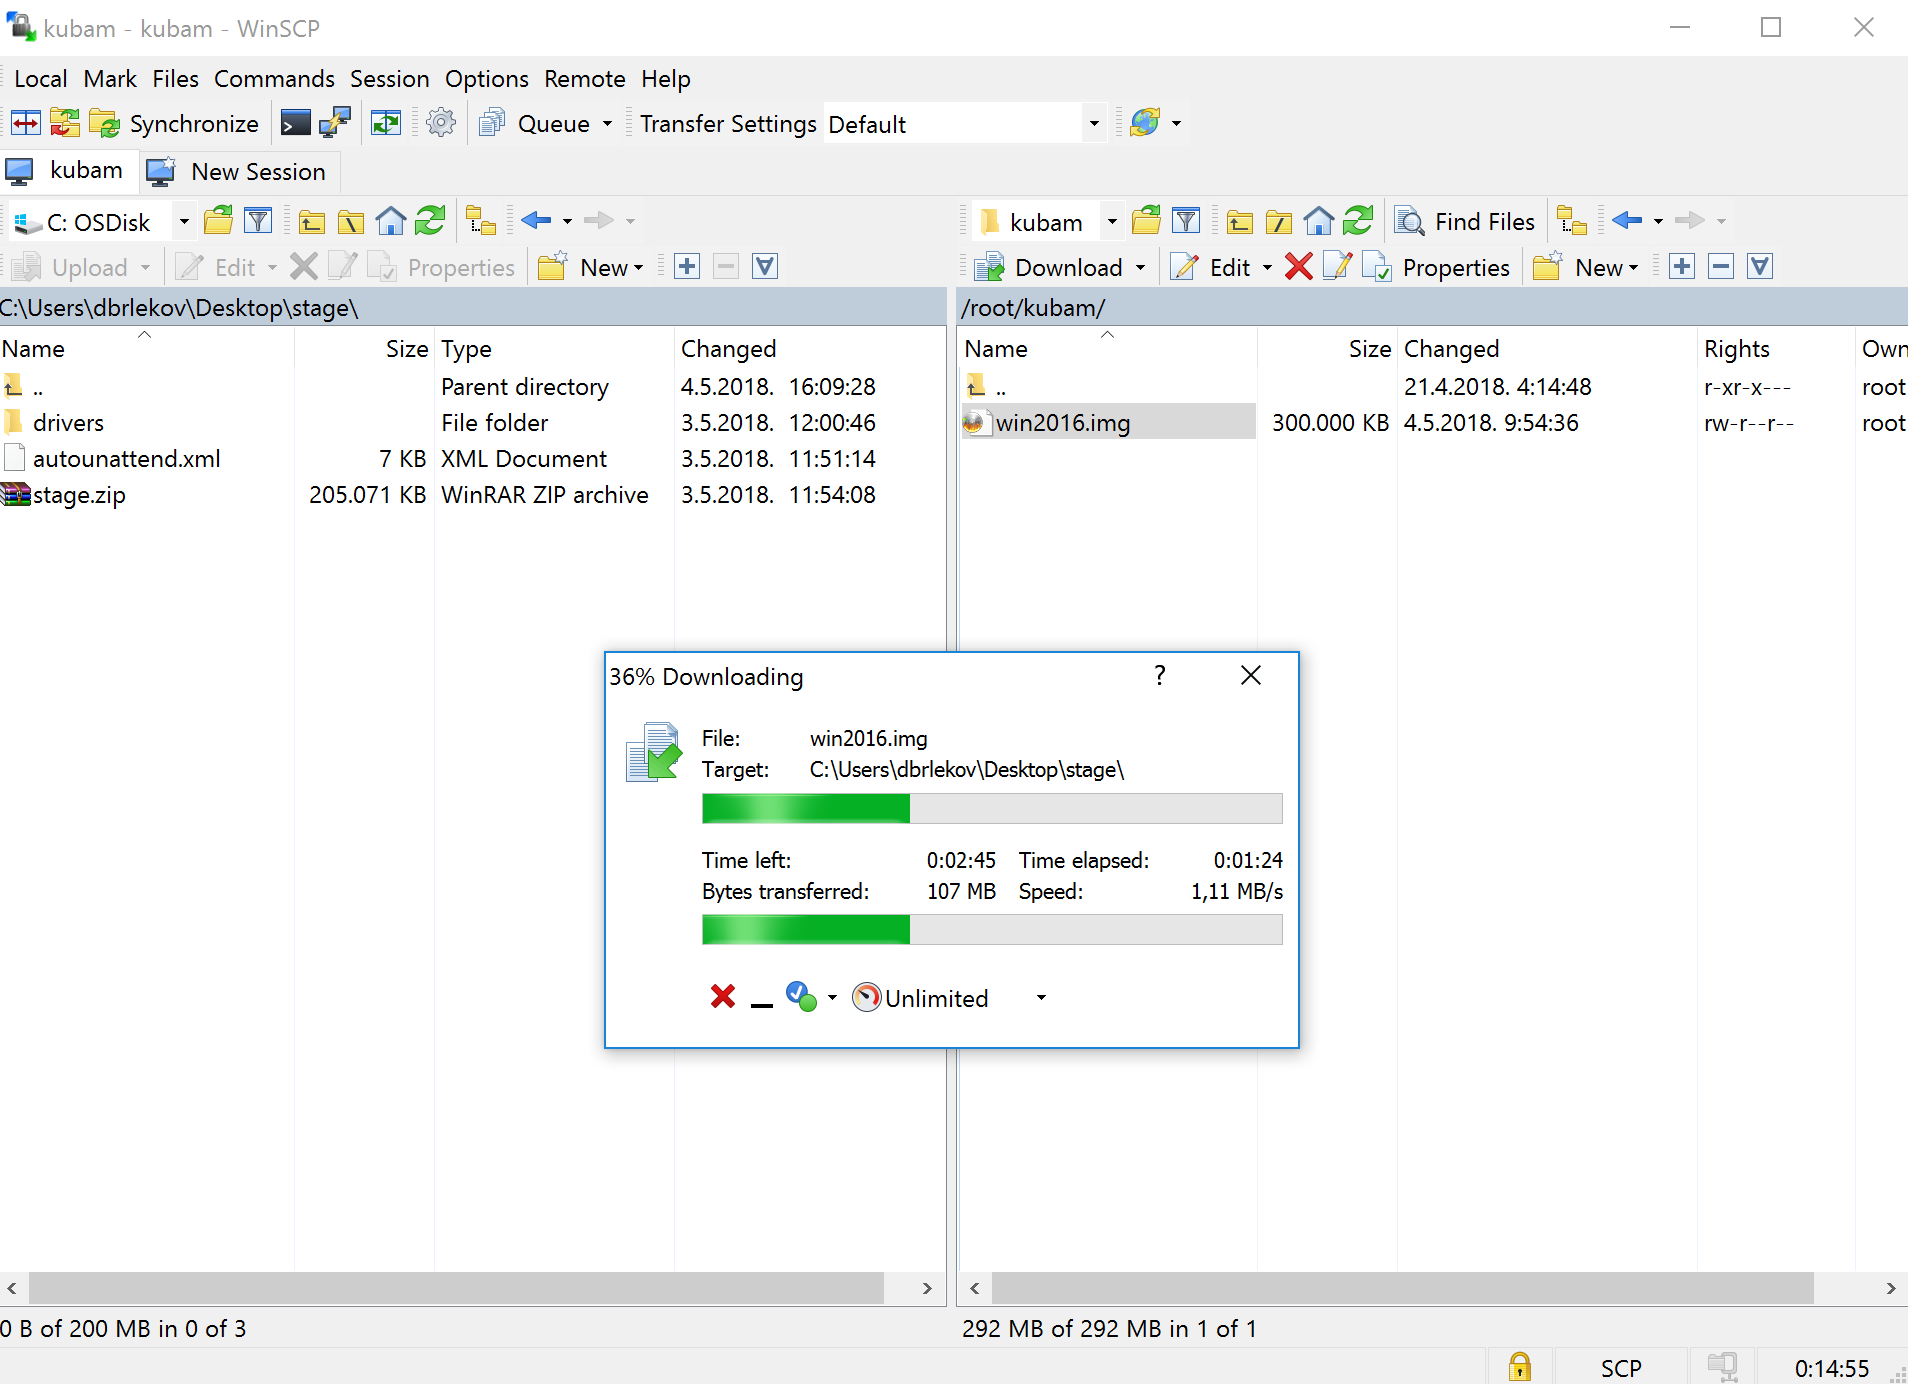 kubam - kubam - WinSCP
Local Mark Files Commands Session Options Remote Help
Synchronize Queue Transfer Settings Default
kubam New Session
C: OSDisk kubam Find Files
Upload Edit Properties New Download Edit Properties New
C:\Users\dbrlekov\Desktop\stage\ /root/kubam/
Name Size Type Changed Name Size Changed Rights Own
.. Parent directory 4.5.2018. 16:09:28 .. 21.4.2018. 4:14:48 r-xr-x--- root
drivers File folder 3.5.2018. 12:00:46 win2016.img 300.000 KB 4.5.2018. 9:54:36 rw-r--r-- root
autounattend.xml 7 KB XML Document 3.5.2018. 11:51:14
stage.zip 205.071 KB WinRAR ZIP archive 3.5.2018. 11:54:08
36% Downloading ?
File: win2016.img
Target: C:\Users\dbrlekov\Desktop\stage\
Time left: 0:02:45 Time elapsed: 0:01:24
Bytes transferred: 107 MB Speed: 1,11 MB/s
Unlimited
0 B of 200 MB in 0 of 3 292 MB of 292 MB in 1 of 1
SCP 0:14:55